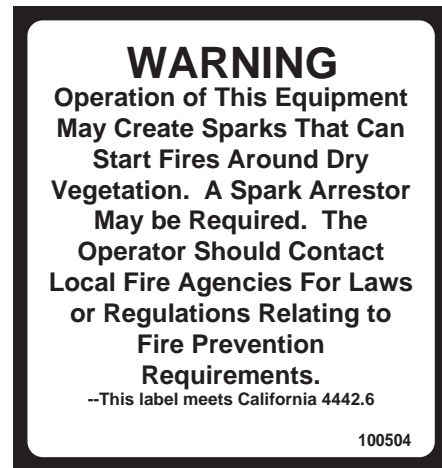 WARNING
Operation of This Equipment
May Create Sparks That Can
Start Fires Around Dry
Vegetation.  A Spark Arrestor
May be Required.  The
Operator Should Contact
Local Fire Agencies For Laws
or Regulations Relating to
Fire Prevention
Requirements.
--This label meets California 4442.6
100504